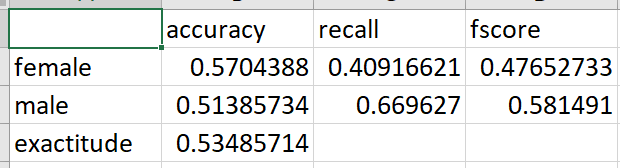 accuracy recall fscore
female 0.5704388 0.40916621 0.47652733
male 0.51385734 0.669627 0.581491
exactitude 0.53485714